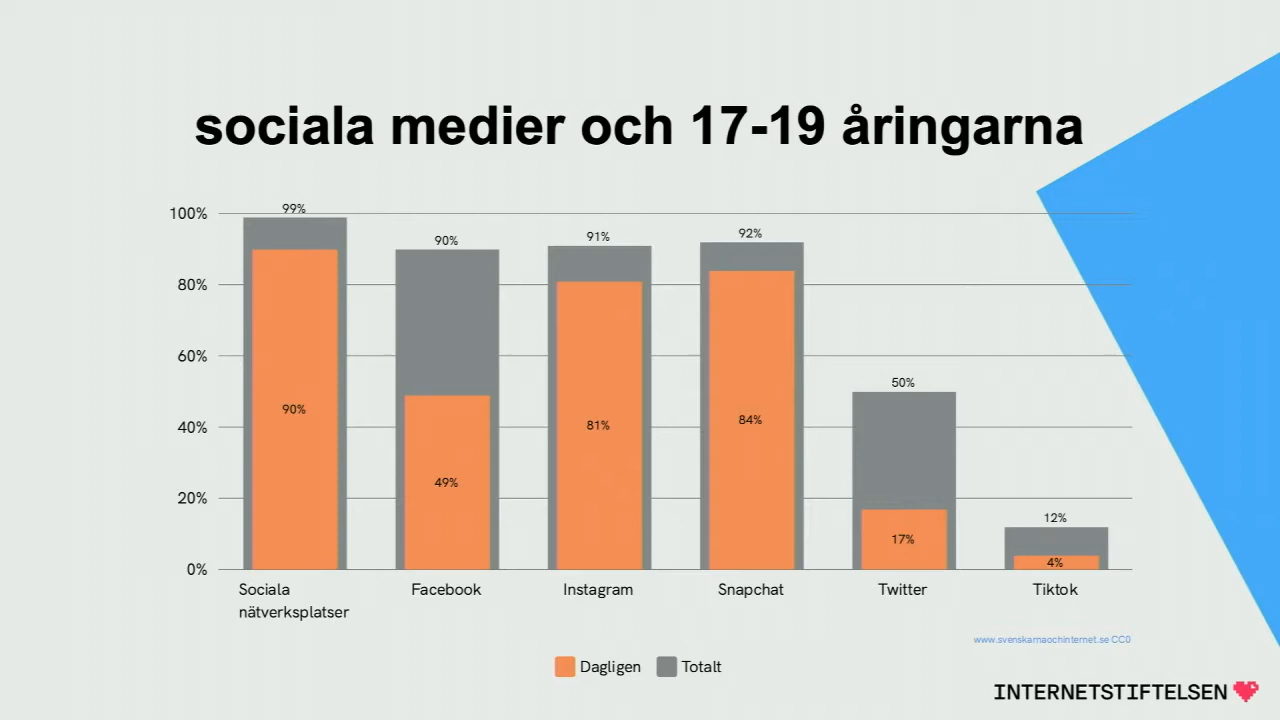 sociala medier och 17-19 åringarna
100%
80%
60%
40%
20%
0%
99%
90%
90%
49%
91%
81%
92%
84%
50%
17%
12%
4%
Sociala
nätverksplatser
Facebook
Instagram
Snapchat
Twitter
Tiktok
www.svenskarnaochinternet.se CC0
Dagligen
Totalt
INTERNETSTIFTELSEN